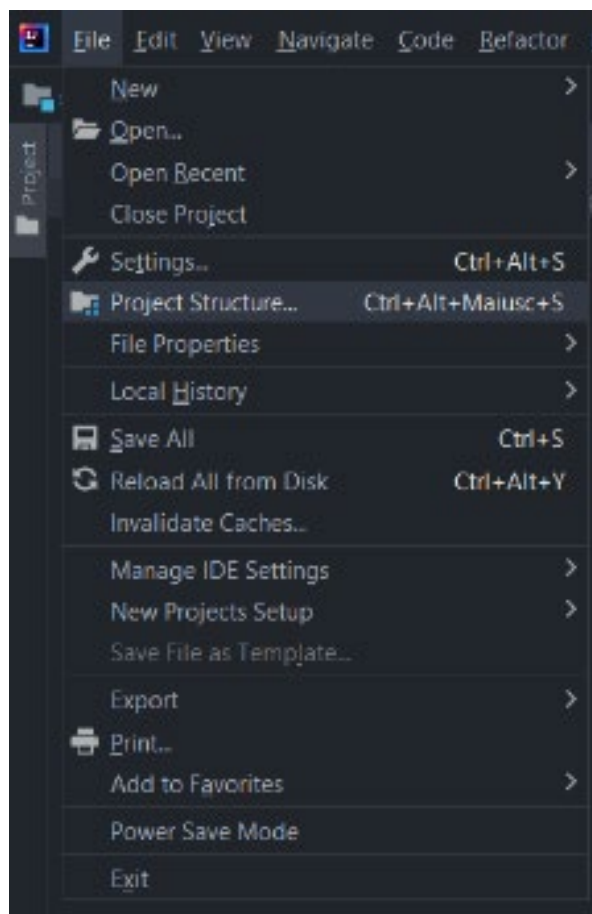 File Edit View Navigate Code Refactor
New
Open...
Open Recent
Close Project
Settings... Ctrl+Alt+S
Project Structure... Ctrl+Alt+Maiusc+S
File Properties
Local History
Save All Ctrl+S
Reload All from Disk Ctrl+Alt+Y
Invalidate Caches...
Manage IDE Settings
New Projects Setup
Save File as Template...
Export
Print...
Add to Favorites
Power Save Mode
Exit
Project